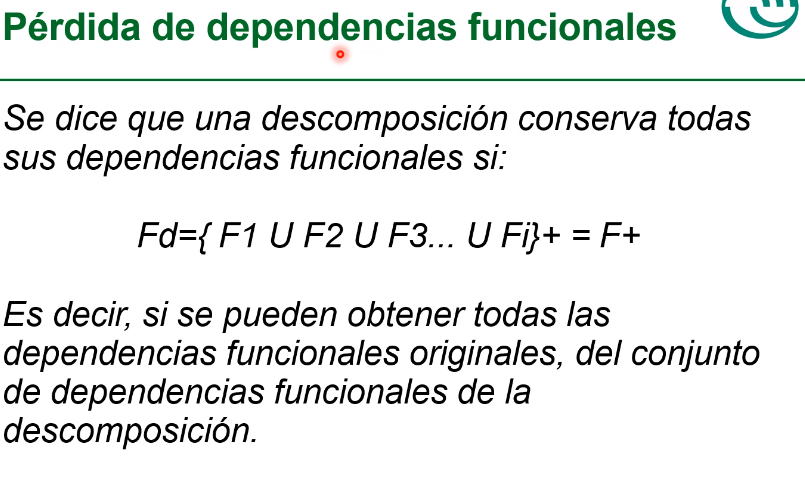 Pérdida de dependencias funcionales
Se dice que una descomposición conserva todas
sus dependencias funcionales si:
Fd={ F1 U F2 U F3... U Fi}+ = F+
Es decir, si se pueden obtener todas las
dependencias funcionales originales, del conjunto
de dependencias funcionales de la
descomposición.